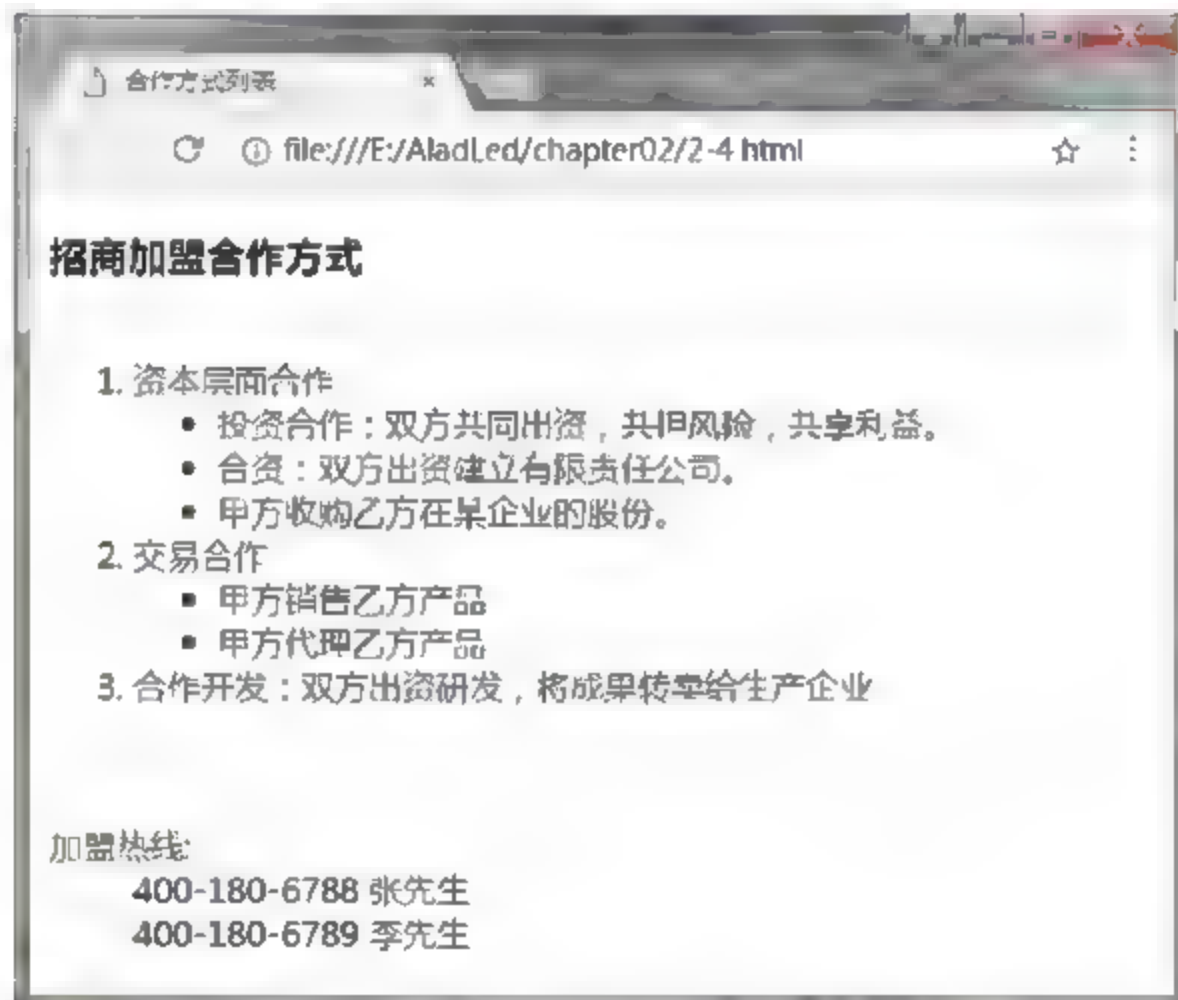 合作方式列表
file:///E:/AladLed/chapter02/2-4 html
招商加盟合作方式
1. 资本层面合作
• 投资合作：双方共同出资，共担风险，共享利益。
• 合资：双方出资建立有限责任公司。
▪ 甲方收购乙方在某企业的股份。
2. 交易合作
▪ 甲方销售乙方产品
• 甲方代理乙方产品
3. 合作开发：双方出资研发，将成果转卖给生产企业
加盟热线:
400-180-6788 张先生
400-180-6789 李先生